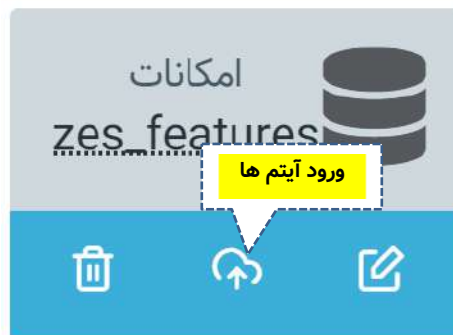 امکانات
zes_features
ورود آیتم ها